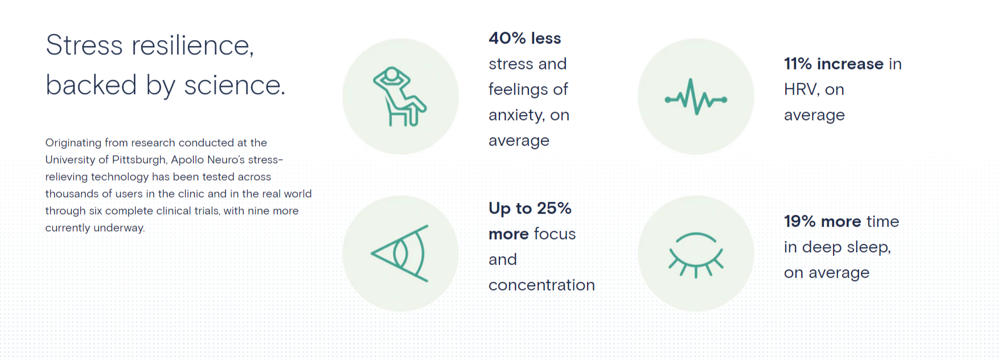 Stress resilience,
backed by science.
Originating from research conducted at the
University of Pittsburgh, Apollo Neuro’s stress-
relieving technology has been tested across
thousands of users in the clinic and in the real world
through six complete clinical trials, with nine more
currently underway.
40% less
stress and
feelings of
anxiety, on
average
11% increase in
HRV, on
average
Up to 25%
more focus
and
concentration
19% more time
in deep sleep,
on average